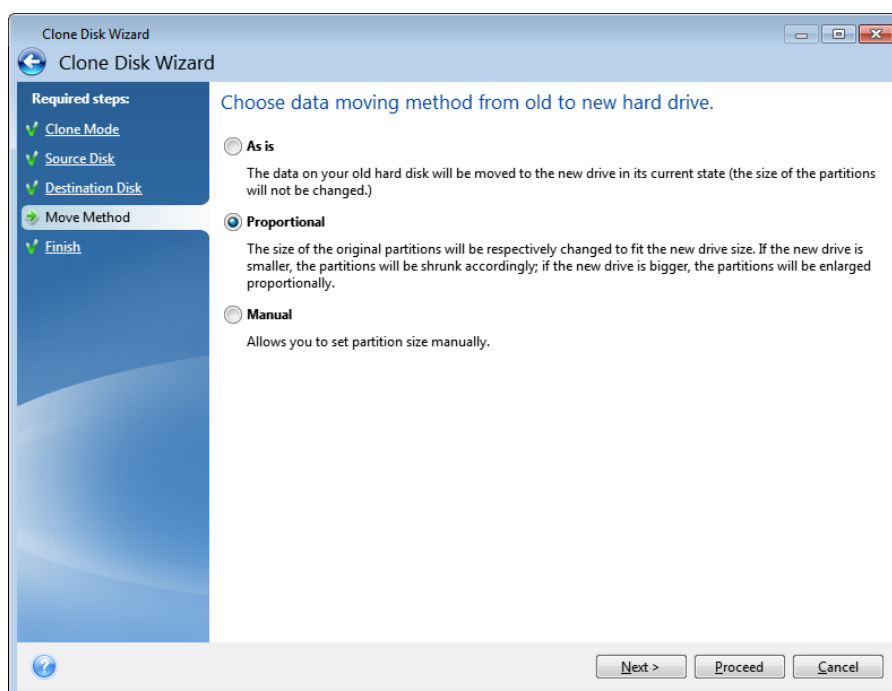 Clone Disk Wizard
Clone Disk Wizard
Required steps:
Clone Mode
Source Disk
Destination Disk
Move Method
Finish
Choose data moving method from old to new hard drive.
As is
The data on your old hard disk will be moved to the new drive in its current state (the size of the partitions
will not be changed.)
Proportional
The size of the original partitions will be respectively changed to fit the new drive size. If the new drive is
smaller, the partitions will be shrunk accordingly; if the new drive is bigger, the partitions will be enlarged
proportionally.
Manual
Allows you to set partition size manually.
?
Next >
Proceed
Cancel